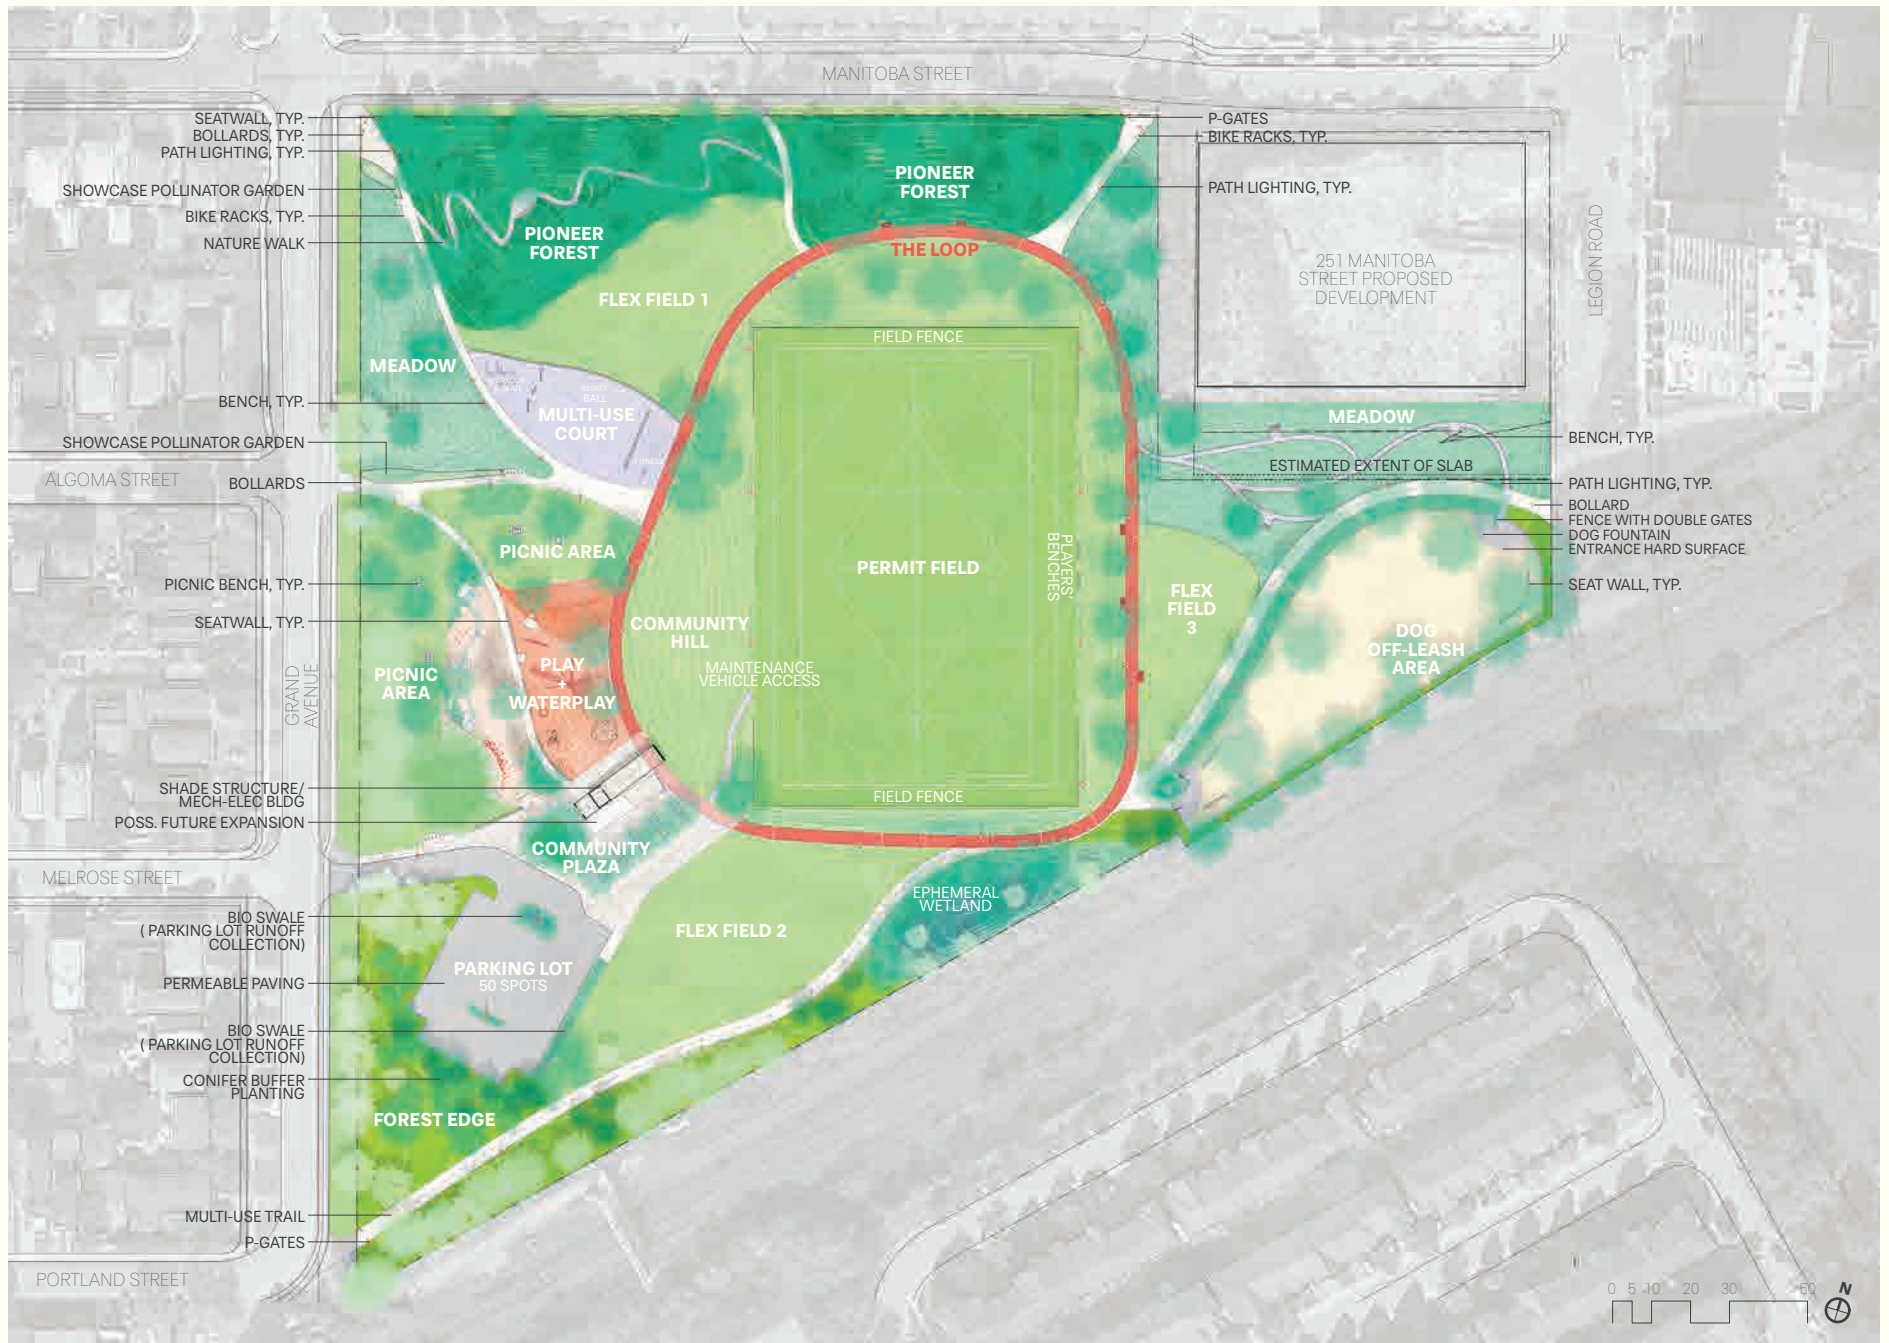 MANITOBA STREET
SEATWALL, TYP.
BOLLARDS, TYP.
PATH LIGHTING, TYP.
SHOWCASE POLLINATOR GARDEN
BIKE RACKS, TYP.
NATURE WALK
BENCH, TYP.
SHOWCASE POLLINATOR GARDEN
ALGOMA STREET
BOLLARDS
PICNIC BENCH, TYP.
SEATWALL, TYP.
GRAND
AVENUE
SHADE STRUCTURE/
MECH-ELEC BLDG
POSS. FUTURE EXPANSION
MELROSE STREET
BIO SWALE
( PARKING LOT RUNOFF
COLLECTION)
PERMEABLE PAVING
BIO SWALE
( PARKING LOT RUNOFF
COLLECTION)
CONIFER BUFFER
PLANTING
MULTI-USE TRAIL
P-GATES
PORTLAND STREET
PIONEER
FOREST
PIONEER
FOREST
THE LOOP
FLEX FIELD 1
FIELD FENCE
MEADOW
BASKET
BALL
MULTI-USE
COURT
FITNESS
PICNIC AREA
PERMIT FIELD
PLAYERS'
BENCHES
COMMUNITY
HILL
MAINTENANCE
VEHICLE ACCESS
PICNIC
AREA
PLAY
+
WATERPLAY
FIELD FENCE
COMMUNITY
PLAZA
EPHEMERAL
WETLAND
FLEX FIELD 2
PARKING LOT
50 SPOTS
FOREST EDGE
P-GATES
BIKE RACKS, TYP.
PATH LIGHTING, TYP.
251 MANITOBA
STREET PROPOSED
DEVELOPMENT
LEGION ROAD
MEADOW
BENCH, TYP.
ESTIMATED EXTENT OF SLAB
PATH LIGHTING, TYP.
BOLLARD
FENCE WITH DOUBLE GATES
DOG FOUNTAIN
ENTRANCE HARD SURFACE
SEAT WALL, TYP.
FLEX
FIELD
3
DOG
OFF-LEASH
AREA
0 5 10 20 30 50
N